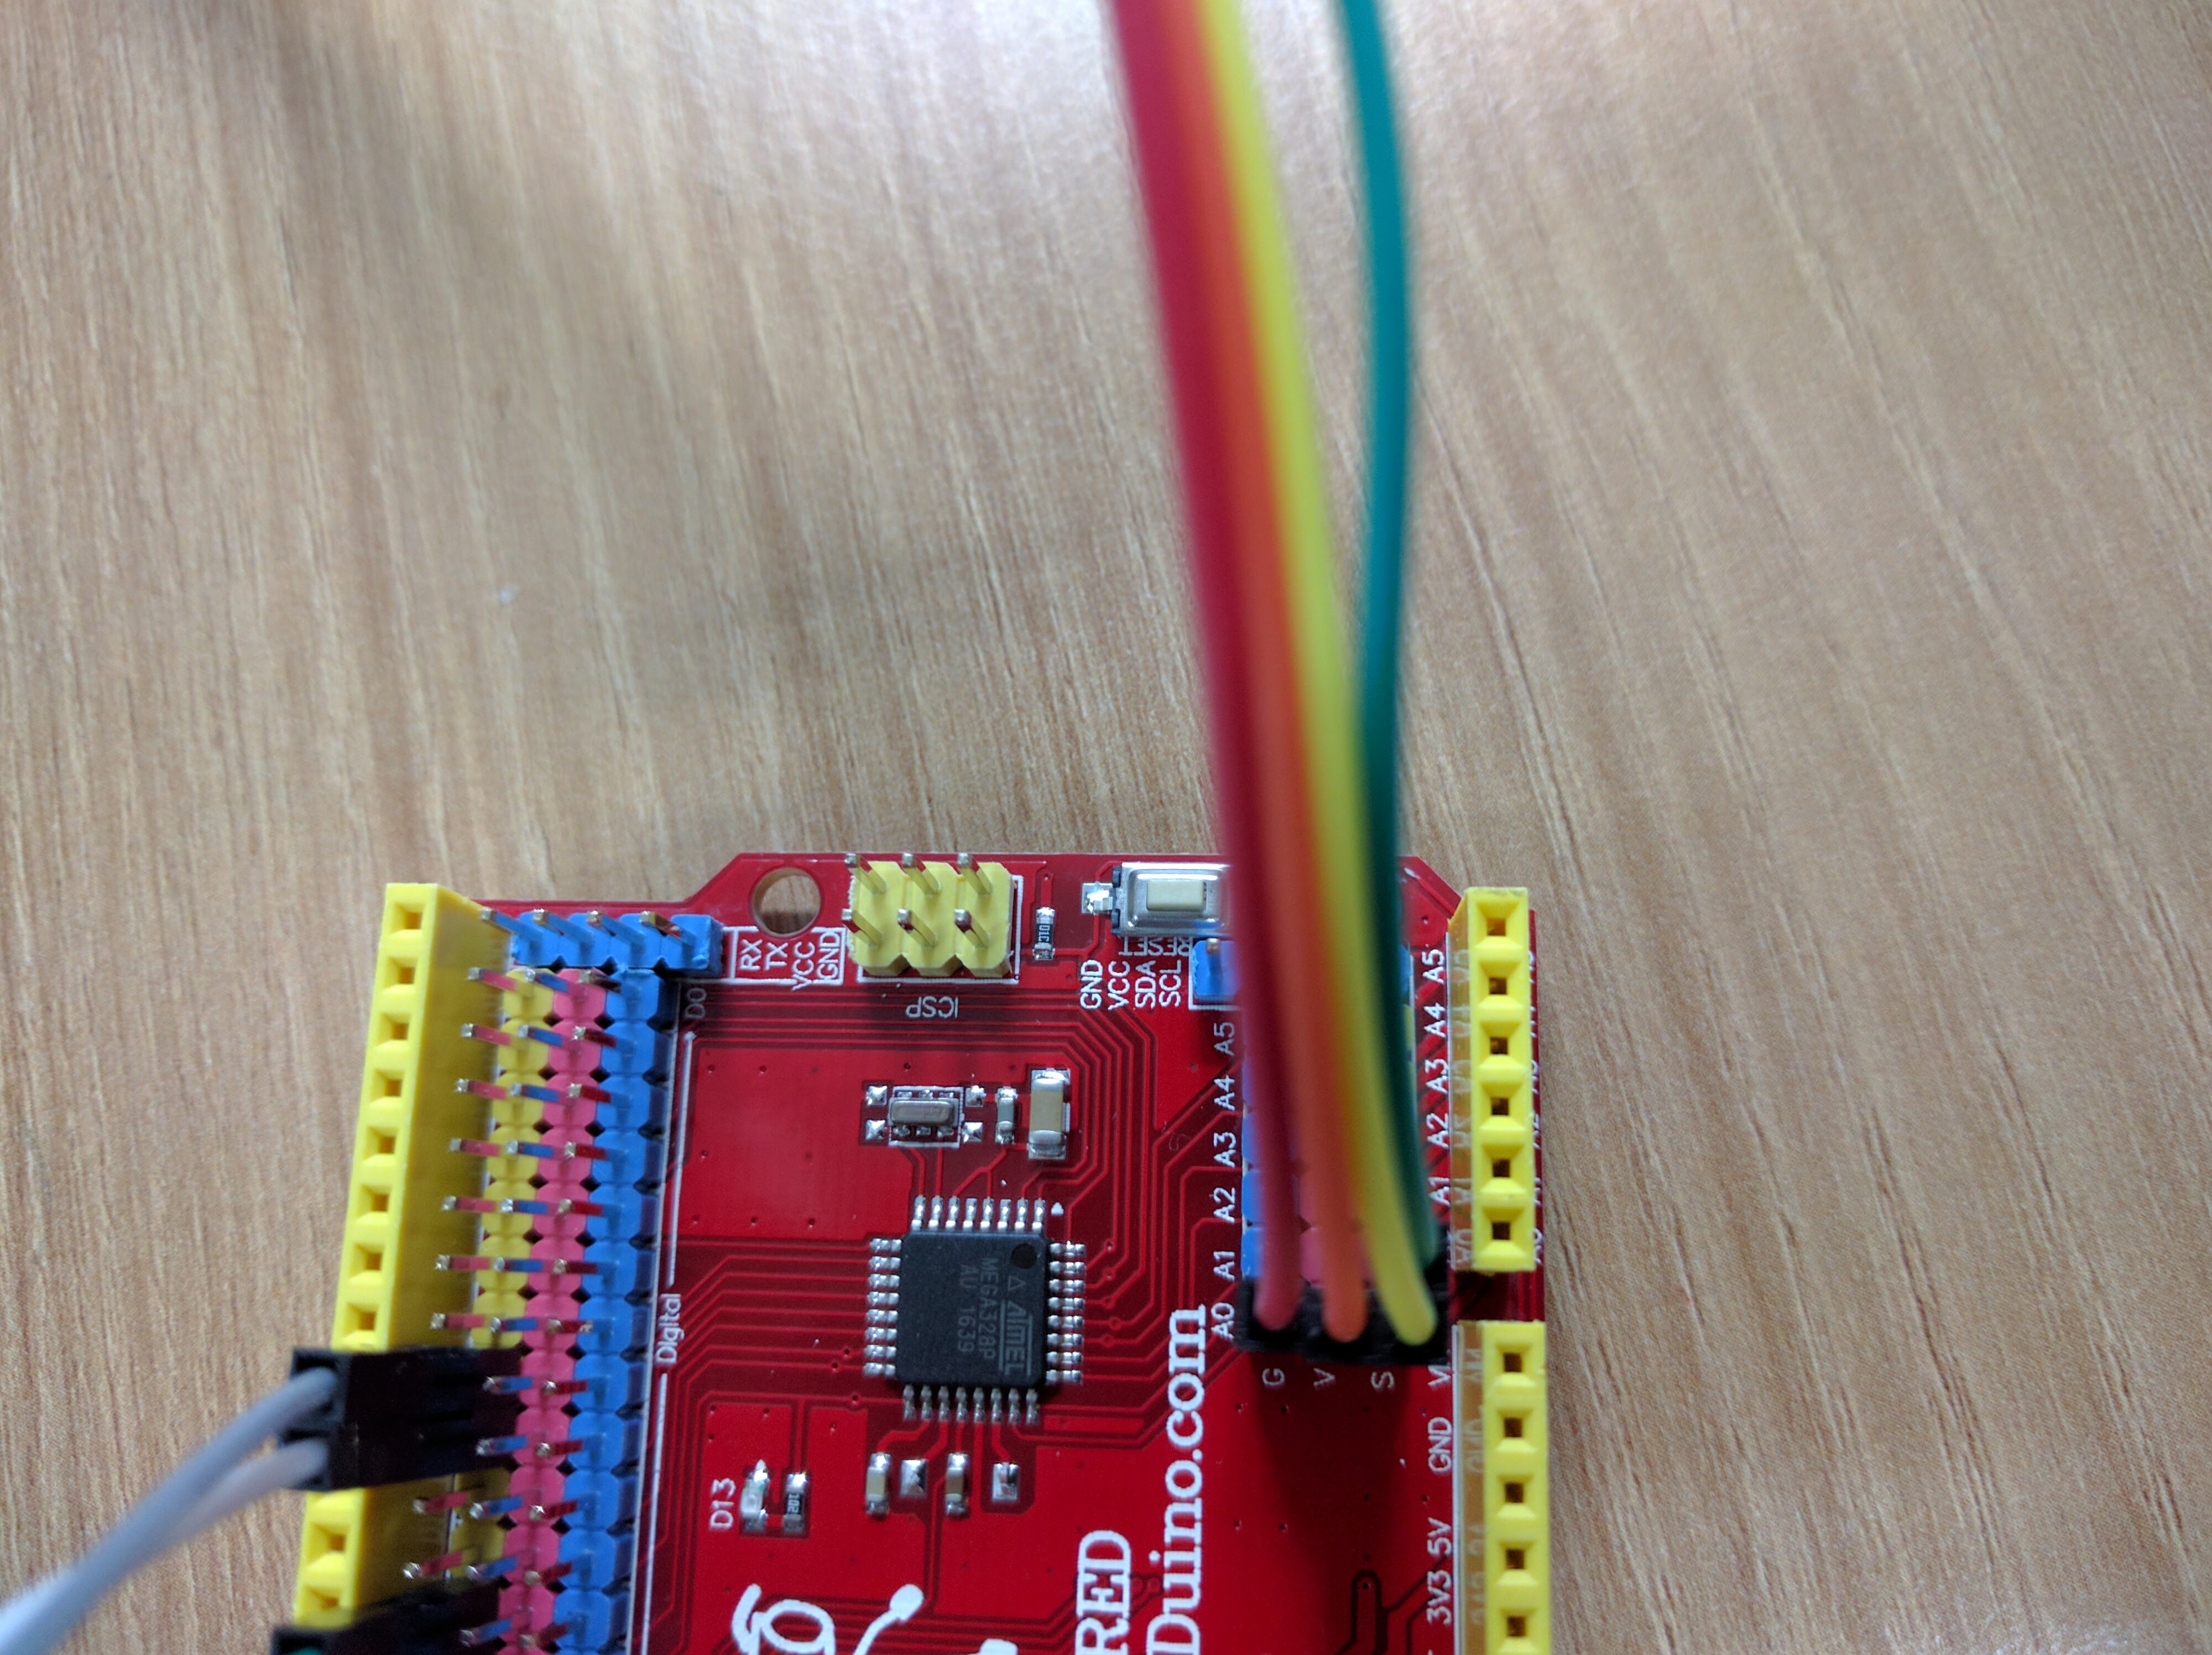 RX
TX
VCC
GND
ICSP
RESET
GND
VCC
SDA
SCL
D0
Digital
A5
A4
A3
A2
A1
A0
A5
A4
A3
A2
A1
G
V
S
GND
5V
3V3
ATMEL
MEGA328P
AU 1639
D13
102
RED
Duino.com